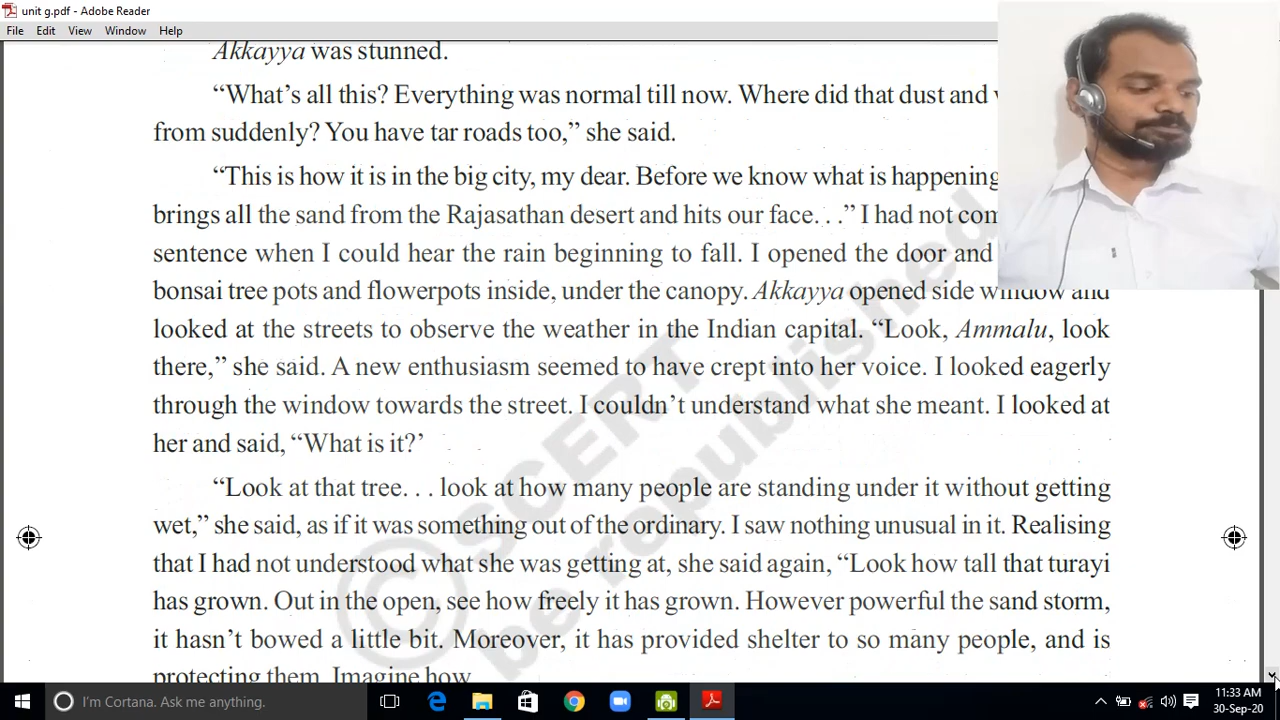 unit g.pdf - Adobe Reader
File Edit View Window Help
Akkayya was stunned.
“What’s all this? Everything was normal till now. Where did that dust and
from suddenly? You have tar roads too,” she said.
“This is how it is in the big city, my dear. Before we know what is happening
brings all the sand from the Rajasathan desert and hits our face. . .” I had not
sentence when I could hear the rain beginning to fall. I opened the door and
bonsai tree pots and flowerpots inside, under the canopy. Akkayya opened side window and
looked at the streets to observe the weather in the Indian capital. “Look, Ammalu, look
there,” she said. A new enthusiasm seemed to have crept into her voice. I looked eagerly
through the window towards the street. I couldn’t understand what she meant. I looked at
her and said, “What is it?’
“Look at that tree. . . look at how many people are standing under it without getting
wet,” she said, as if it was something out of the ordinary. I saw nothing unusual in it. Realising
that I had not understood what she was getting at, she said again, “Look how tall that turayi
has grown. Out in the open, see how freely it has grown. However powerful the sand storm,
it hasn’t bowed a little bit. Moreover, it has provided shelter to so many people, and is
protecting them. Imagine how
© SCERT
be republished
I'm Cortana. Ask me anything.
11:33 AM
30-Sep-20